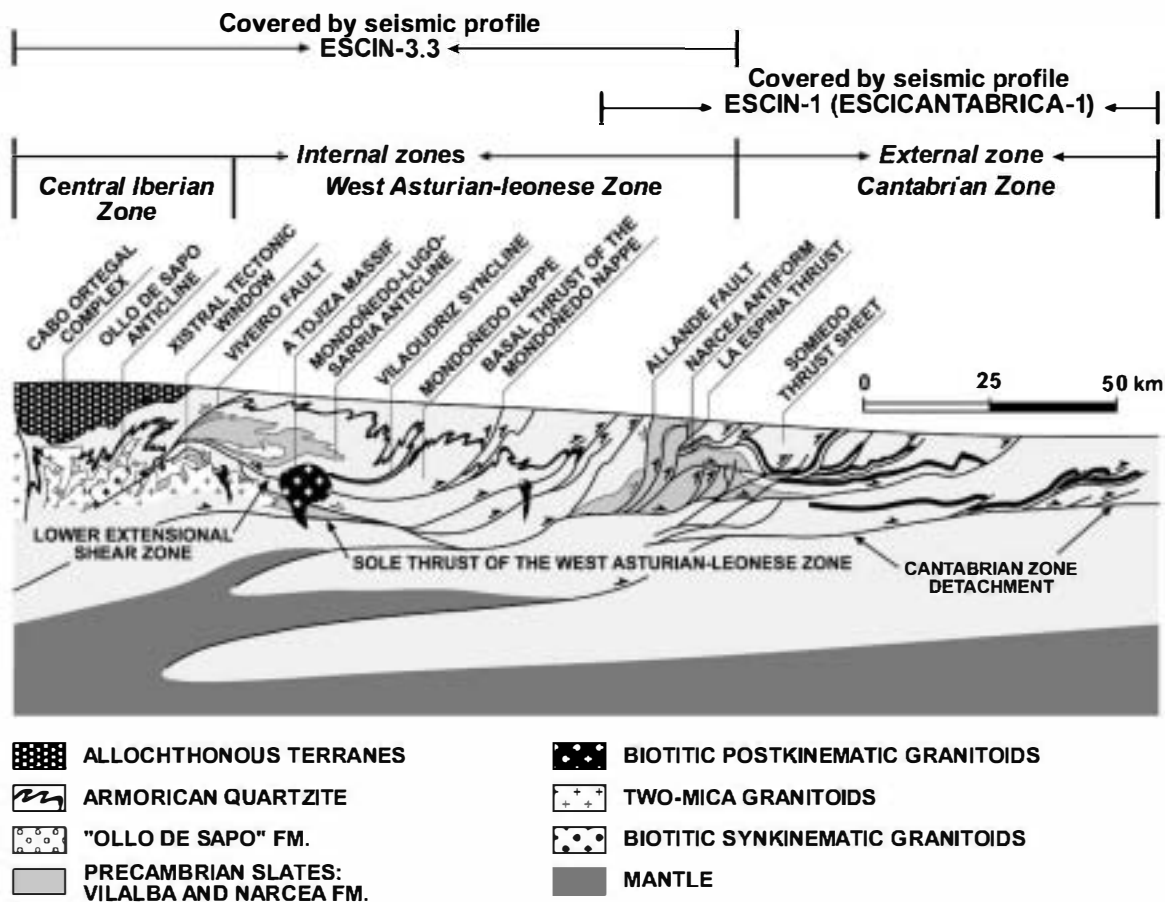 Covered by seismic profile
ESCIN-3.3
Covered by seismic profile
ESCIN-1 (ESCICANTABRICA-1)
Internal zones
External zone
Central Iberian
Zone
West Asturian-leonese Zone
Cantabrian Zone
CABO ORTEGAL
COMPLEX
OLLO DE SAPO
ANTICLINE
XISTRAL TECTONIC
WINDOW
VIVEIRO FAULT
A TOJIZA MASSIF
MONDOÑEDO-LUGO-
SARRIA ANTICLINE
VILAOUDRIZ SYNCLINE
MONDOÑEDO NAPPE
BASAL THRUST OF THE
MONDOÑEDO NAPPE
ALLANDE FAULT
NARCEA ANTIFORM
LA ESPINA THRUST
SOMIEDO
THRUST SHEET
0 25 50 km
LOWER EXTENSIONAL
SHEAR ZONE
SOLE THRUST OF THE WEST ASTURIAN-LEONESE ZONE
CANTABRIAN ZONE
DETACHMENT
ALLOCHTHONOUS TERRANES
ARMORICAN QUARTZITE
"OLLO DE SAPO" FM.
PRECAMBRIAN SLATES:
VILALBA AND NARCEA FM.
BIOTITIC POSTKINEMATIC GRANITOIDS
TWO-MICA GRANITOIDS
BIOTITIC SYNKINEMATIC GRANITOIDS
MANTLE